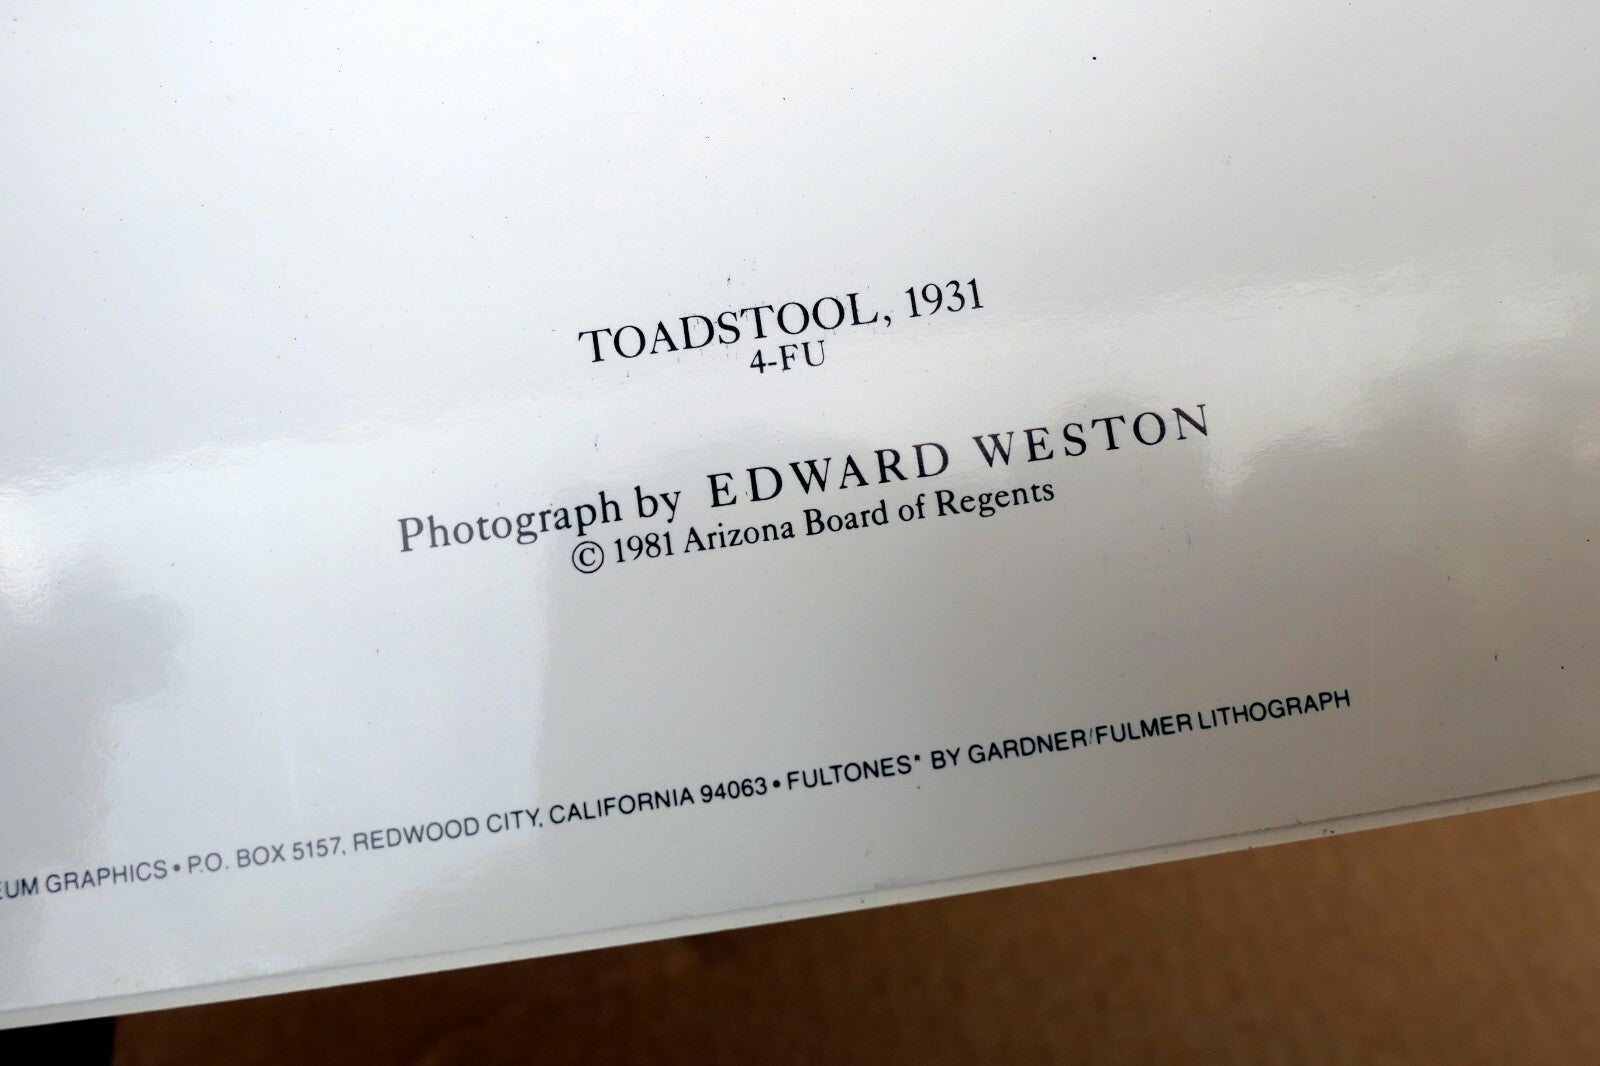 TOADSTOOL, 1931
4-FU
Photograph by EDWARD WESTON
© 1981 Arizona Board of Regents
GRAPHICS • P.O. BOX 5157, REDWOOD CITY, CALIFORNIA 94063 • FULTONES® BY GARDNER/FULMER LITHOGRAPH